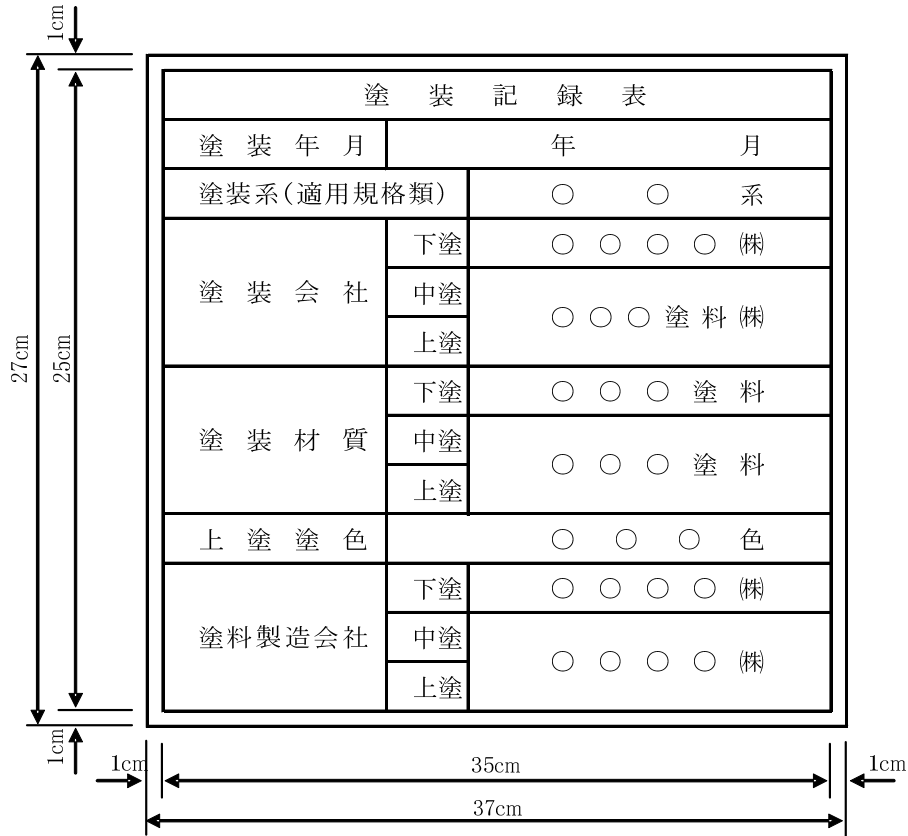 1cm
塗装記録表
塗装年月 年 月
塗装系(適用規格類) ○ ○ 系
塗装会社 下塗 ○○○○㈱
中塗 ○○○塗料㈱
上塗
塗装材質 下塗 ○○○塗料
中塗 ○○○塗料
上塗
上塗塗色 ○○○色
塗料製造会社 下塗 ○○○○㈱
中塗 ○○○○㈱
上塗
27cm
25cm
1cm
1cm 35cm 1cm
37cm